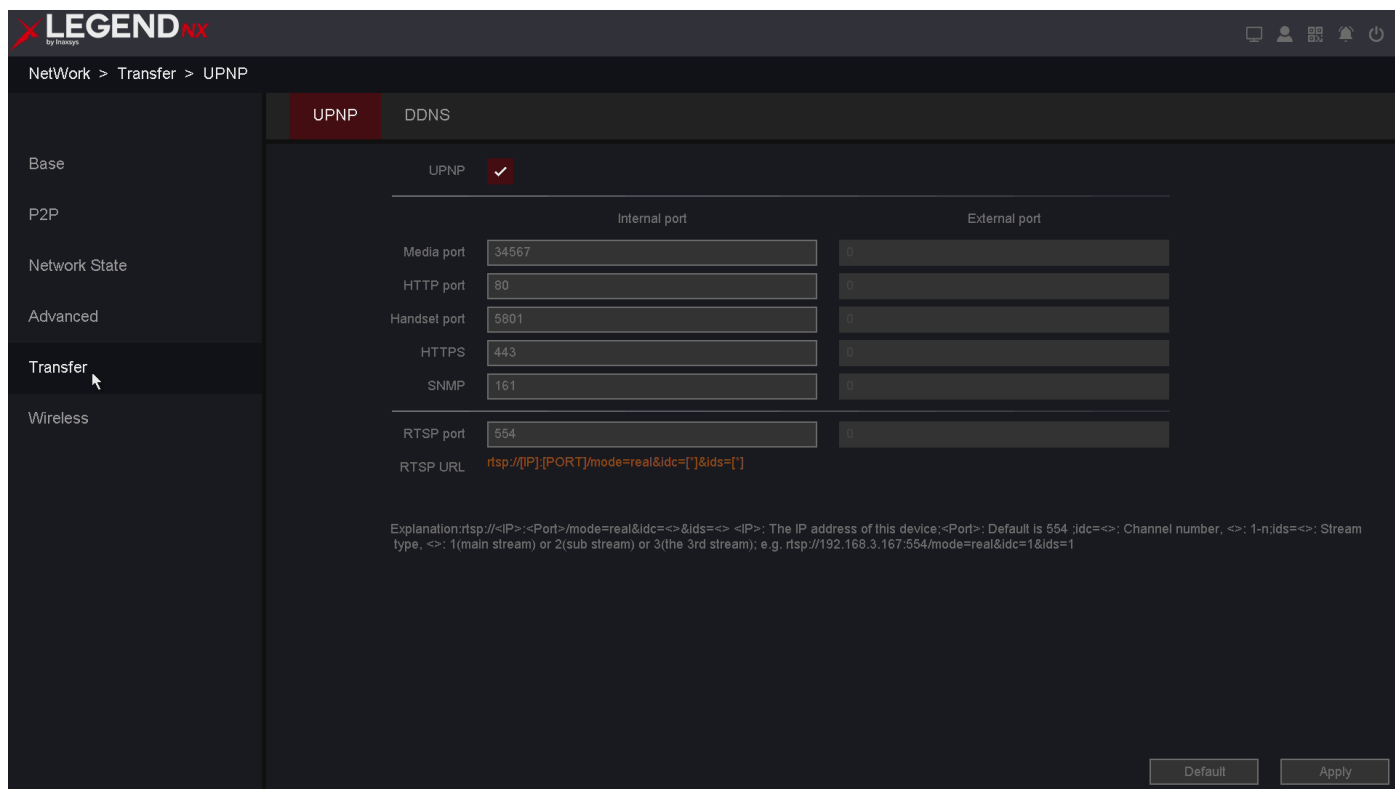 LEGEND NX
by Inaxsys
NetWork > Transfer > UPNP
UPNP DDNS
Base
P2P
Network State
Advanced
Transfer
Wireless
UPNP
Internal port External port
Media port 34567 0
HTTP port 80 0
Handset port 5801 0
HTTPS 443 0
SNMP 161 0
RTSP port 554 0
RTSP URL rtsp://[IP]:[PORT]/mode=real&idc=[*]&ids=[*]
Explanation:rtsp://<IP>:<Port>/mode=real&idc=<>&ids=<> <IP>: The IP address of this device;<Port>: Default is 554 ;idc=<>: Channel number, <>: 1-n;ids=<>: Stream
type, <>: 1(main stream) or 2(sub stream) or 3(the 3rd stream); e.g. rtsp://192.168.3.167:554/mode=real&idc=1&ids=1
Default Apply